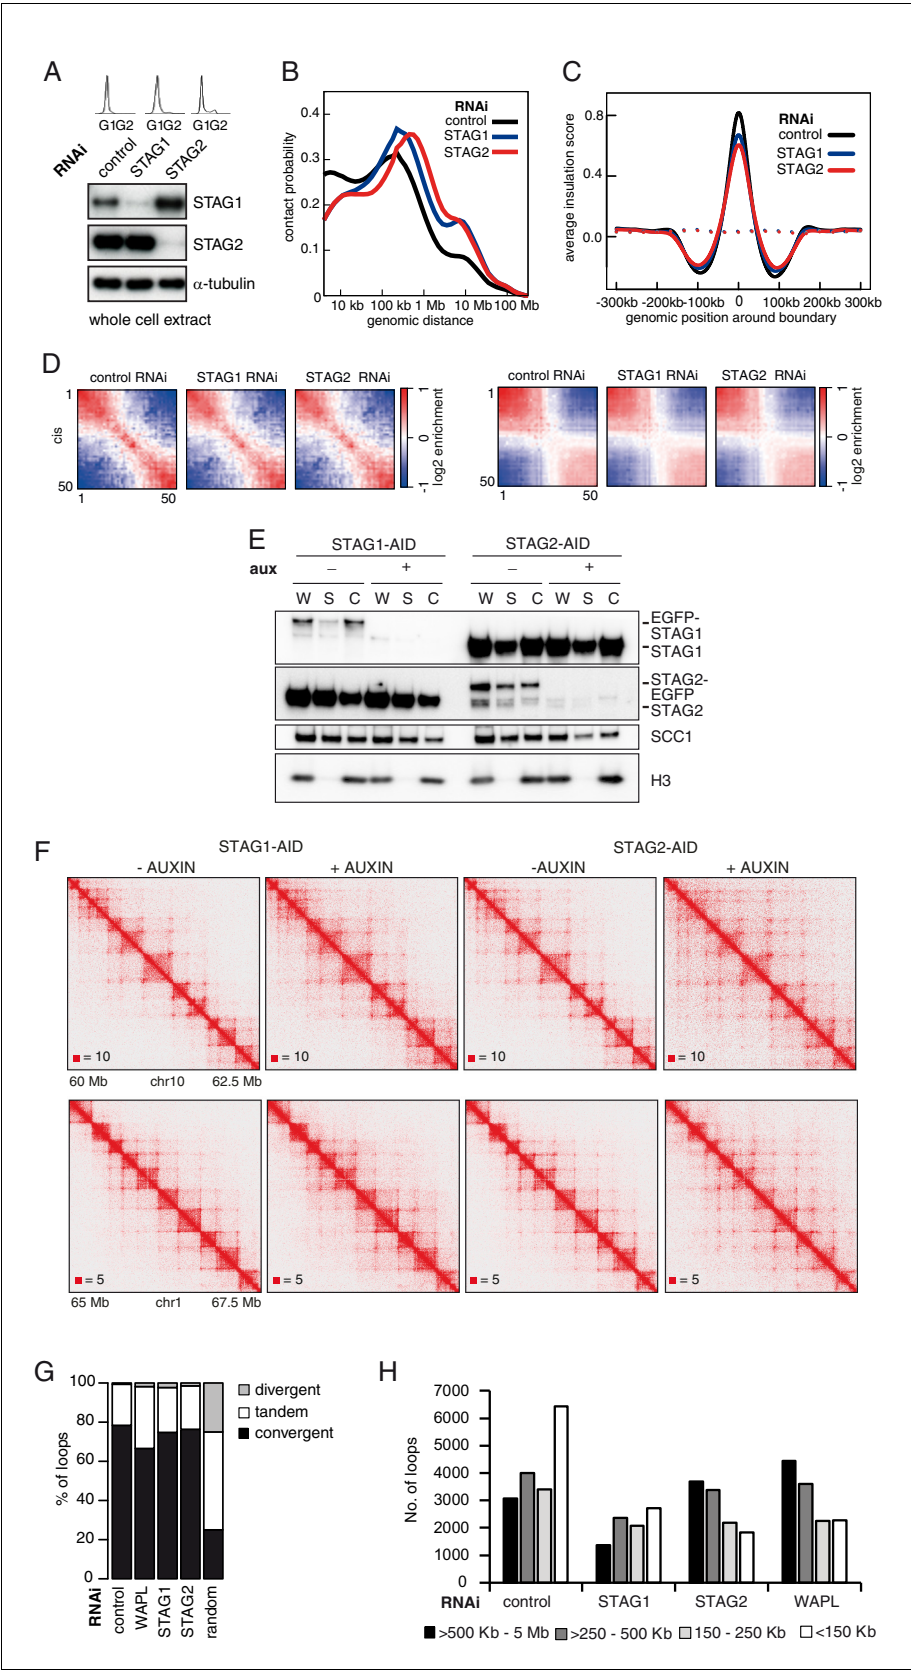 A
G1G2 G1G2 G1G2
RNAi
control
STAG1
STAG2
STAG1
STAG2
α-tubulin
whole cell extract
B
RNAi
control
STAG1
STAG2
contact probability
0.4
0.3
0.2
0.1
0
10 kb 100 kb 1 Mb 10 Mb 100 Mb
genomic distance
C
RNAi
control
STAG1
STAG2
average insulation score
0.8
0.4
0.0
-300kb -200kb -100kb 0 100kb 200kb 300kb
genomic position around boundary
D
control RNAi STAG1 RNAi STAG2 RNAi
1
cis
50
1 50
1
0
-1
log2 enrichment
control RNAi STAG1 RNAi STAG2 RNAi
1
50
1 50
1
0
-1
log2 enrichment
E
STAG1-AID STAG2-AID
aux − + − +
W S C W S C W S C W S C
EGFP-
STAG1
STAG1
STAG2-
EGFP
STAG2
SCC1
H3
F
STAG1-AID STAG2-AID
- AUXIN + AUXIN -AUXIN + AUXIN
= 10 = 10 = 10 = 10
60 Mb chr10 62.5 Mb
= 5 = 5 = 5 = 5
65 Mb chr1 67.5 Mb
G
% of loops
100
80
60
40
20
0
divergent
tandem
convergent
RNAi
control
WAPL
STAG1
STAG2
random
H
No. of loops
7000
6000
5000
4000
3000
2000
1000
0
RNAi control STAG1 STAG2 WAPL
>500 Kb - 5 Mb >250 - 500 Kb 150 - 250 Kb <150 Kb